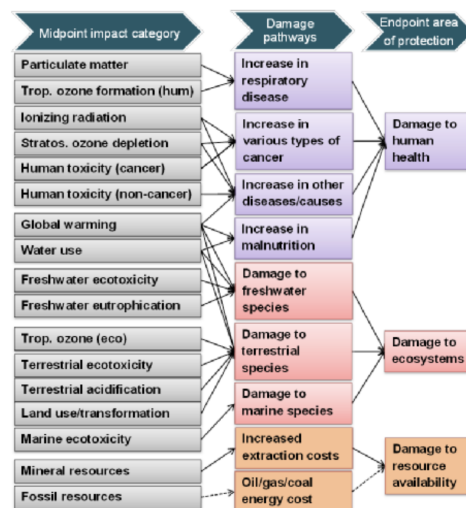 Midpoint impact category
Damage
pathways
Endpoint area
of protection
Particulate matter
Trop. ozone formation (hum)
Ionizing radiation
Stratos. ozone depletion
Human toxicity (cancer)
Human toxicity (non-cancer)
Global warming
Water use
Freshwater ecotoxicity
Freshwater eutrophication
Trop. ozone (eco)
Terrestrial ecotoxicity
Terrestrial acidification
Land use/transformation
Marine ecotoxicity
Mineral resources
Fossil resources
Increase in
respiratory
disease
Increase in
various types of
cancer
Increase in other
diseases/causes
Increase in
malnutrition
Damage to
freshwater
species
Damage to
terrestrial
species
Damage to
marine species
Increased
extraction costs
Oil/gas/coal
energy cost
Damage to
human
health
Damage to
ecosystems
Damage to
resource
availability